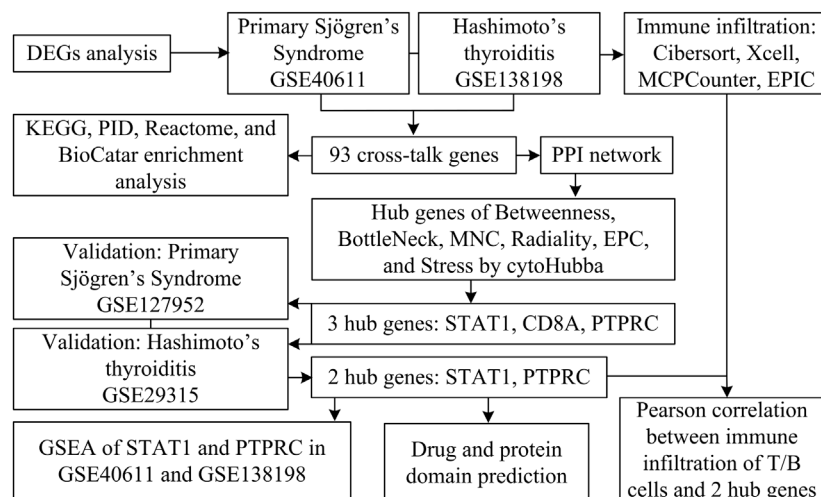 DEGs analysis
Primary Sjögren's
Syndrome
GSE40611
Hashimoto's
thyroiditis
GSE138198
Immune infiltration:
Cibersort, Xcell,
MCPCounter, EPIC
KEGG, PID, Reactome, and
BioCatar enrichment
analysis
93 cross-talk genes
PPI network
Hub genes of Betweenness,
BottleNeck, MNC, Radiality, EPC,
and Stress by cytoHubba
Validation: Primary
Sjögren's Syndrome
GSE127952
3 hub genes: STAT1, CD8A, PTPRC
Validation: Hashimoto's
thyroiditis
GSE29315
2 hub genes: STAT1, PTPRC
GSEA of STAT1 and PTPRC in
GSE40611 and GSE138198
Drug and protein
domain prediction
Pearson correlation
between immune
infiltration of T/B
cells and 2 hub genes